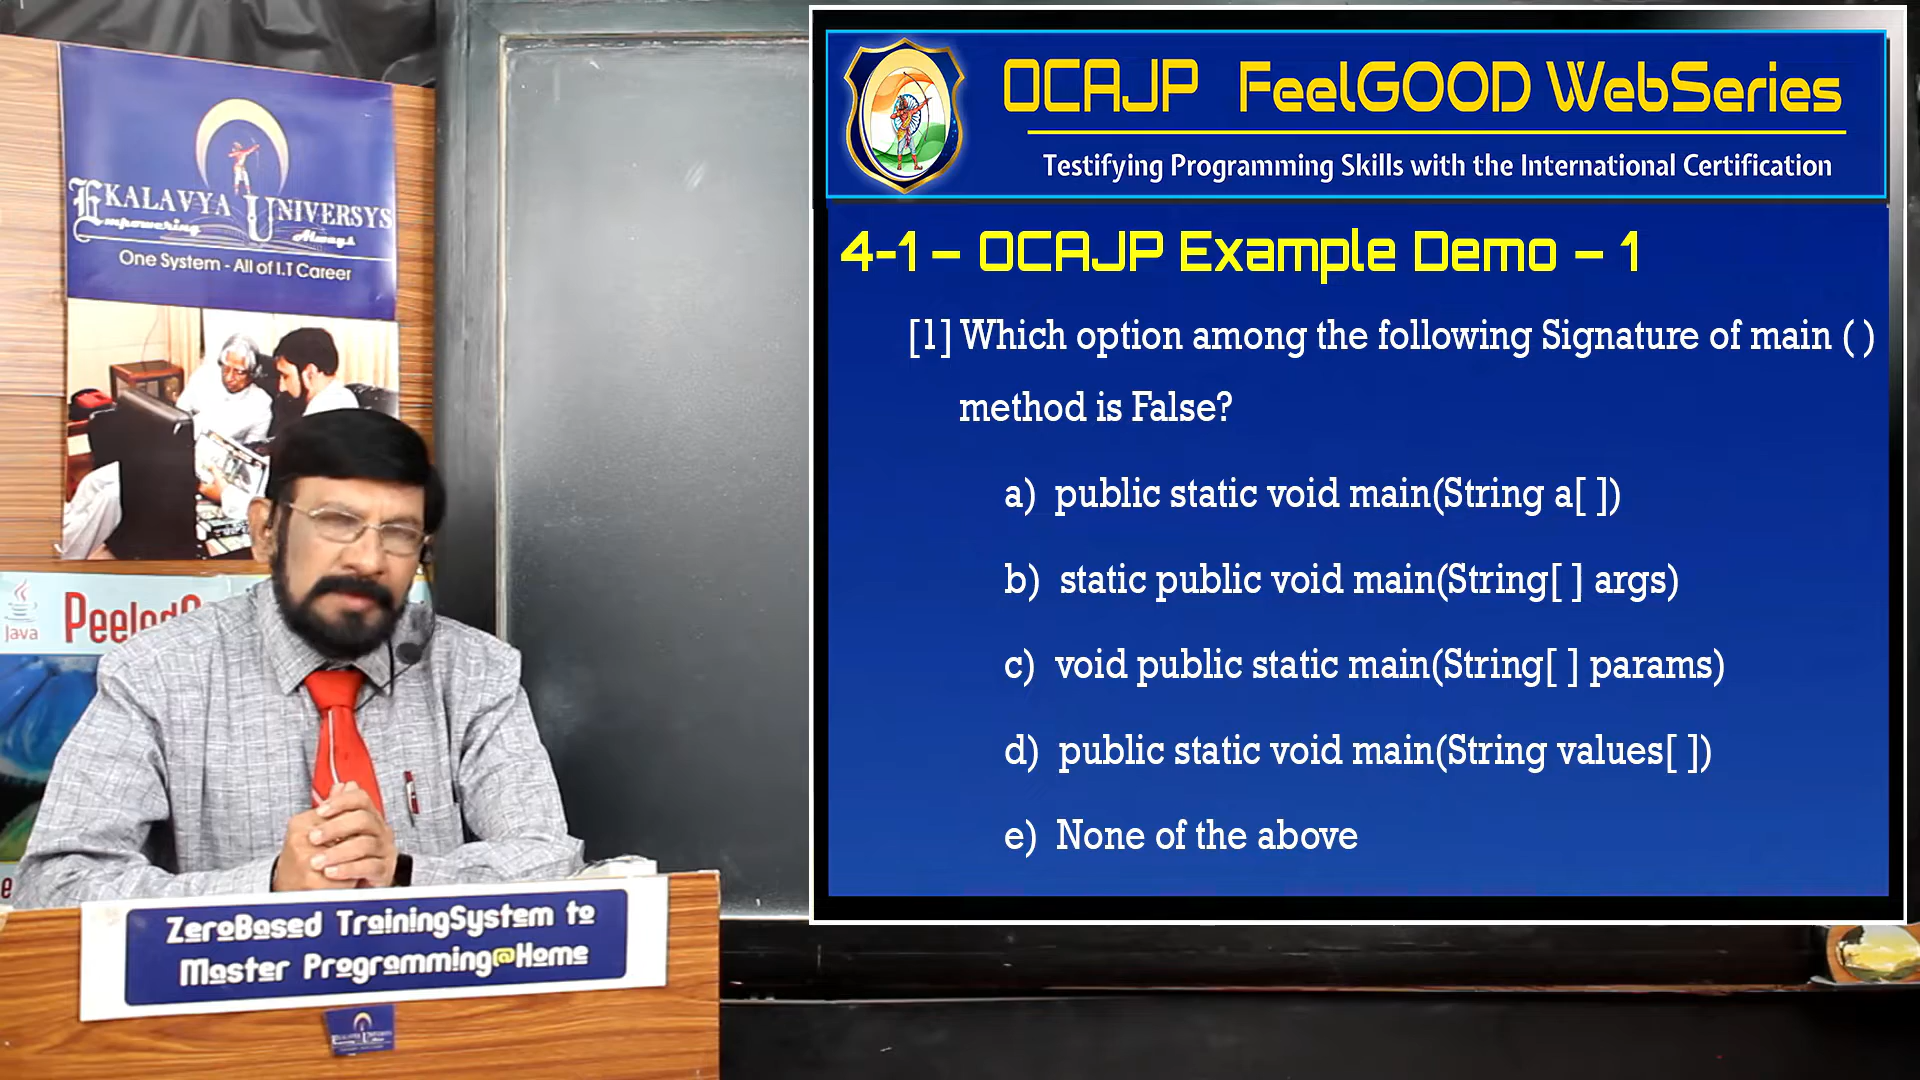 EKALAVYA UNIVERSYS
Empowering Always
One System - All of I.T Career
Java
ZeroBased TrainingSystem to
Master Programming@Home
OCAJP FeelGOOD WebSeries
Testifying Programming Skills with the International Certification
4-1 – OCAJP Example Demo – 1
[1] Which option among the following Signature of main ( )
method is False?
a) public static void main(String a[ ])
b) static public void main(String[ ] args)
c) void public static main(String[ ] params)
d) public static void main(String values[ ])
e) None of the above